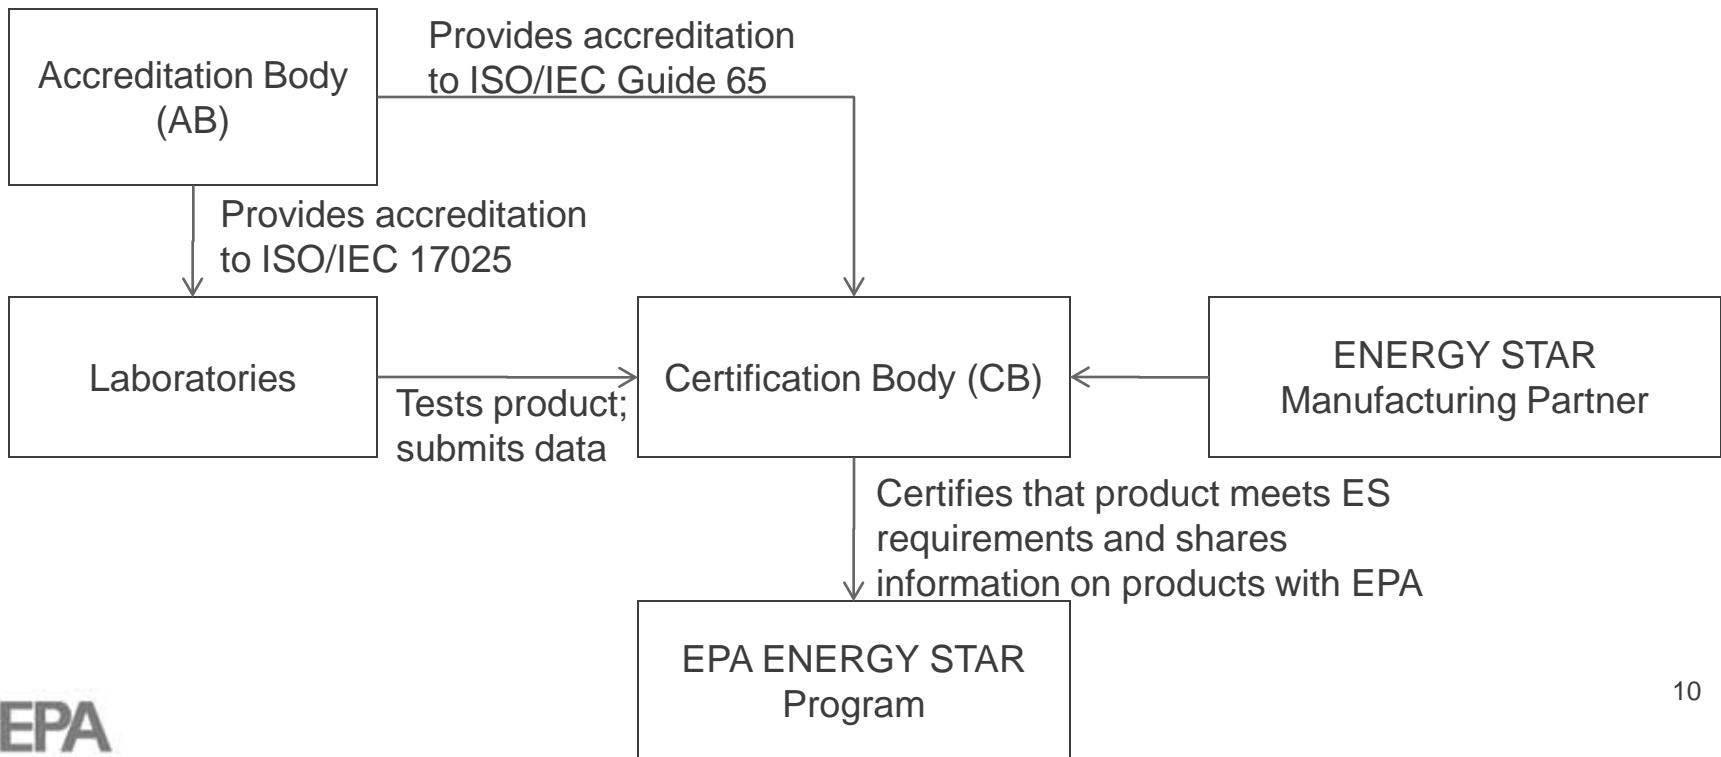 Accreditation Body
(AB)
Provides accreditation
to ISO/IEC Guide 65
Provides accreditation
to ISO/IEC 17025
Laboratories
Tests product;
submits data
Certification Body (CB)
ENERGY STAR
Manufacturing Partner
Certifies that product meets ES
requirements and shares
information on products with EPA
EPA ENERGY STAR
Program
EPA
10